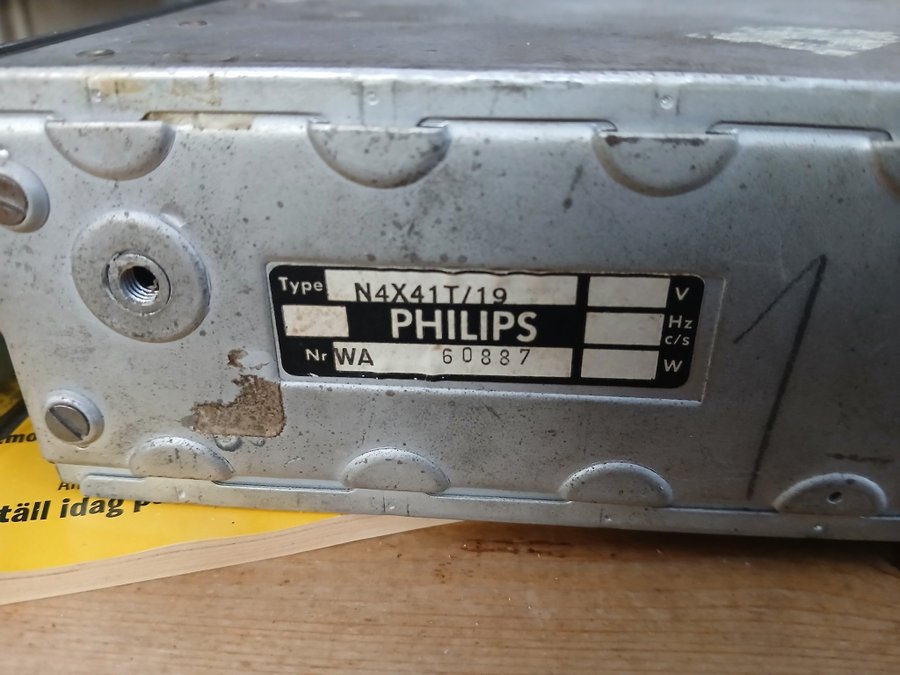 Type N4X41T/19 V
PHILIPS Hz
c/s
Nr WA 60887 W
1
ställ idag